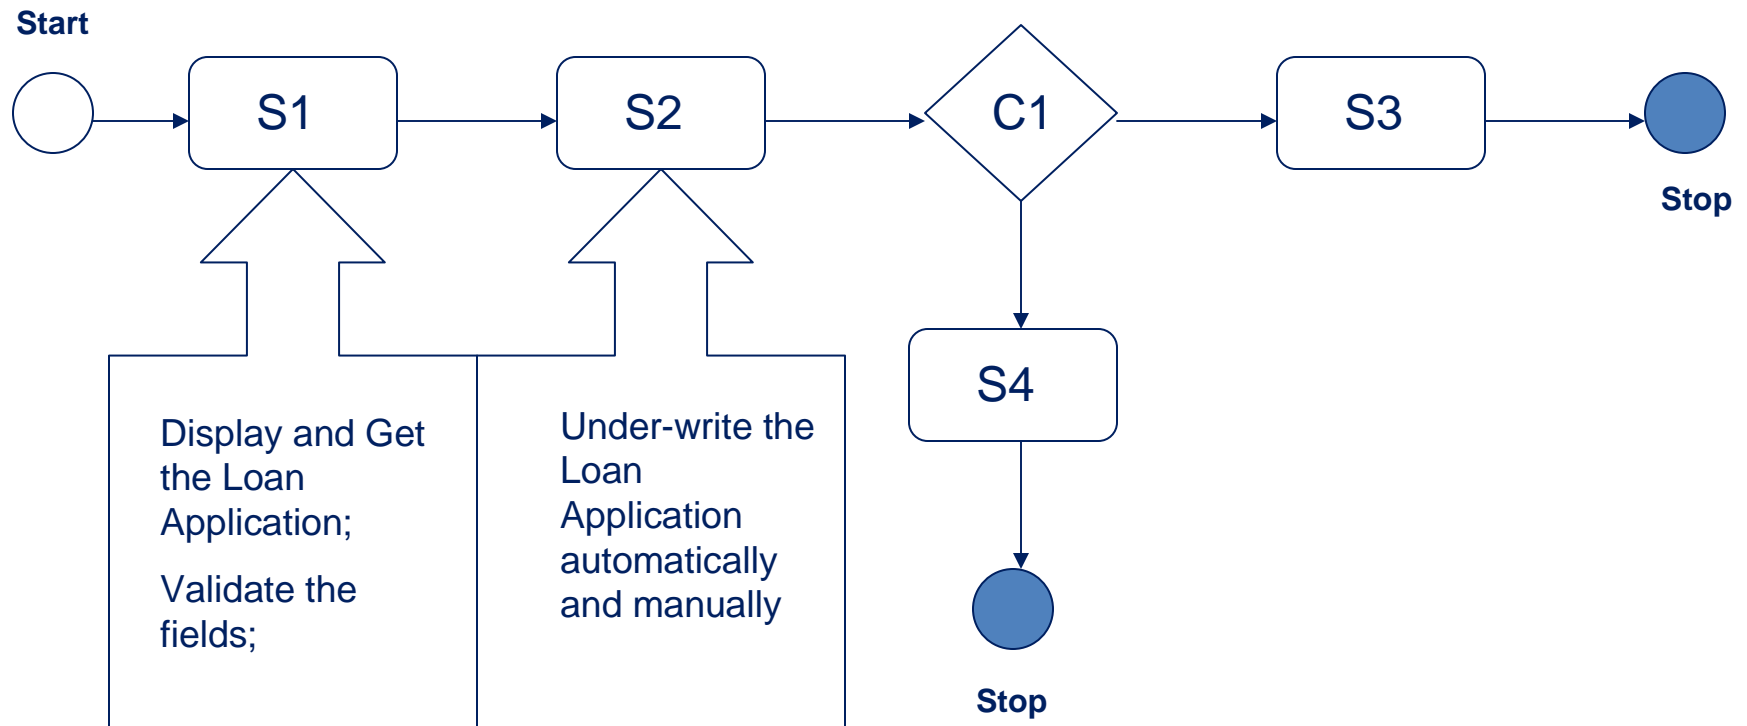 Start
S1
S2
C1
S3
Stop
S4
Display and Get
the Loan
Application;
Validate the
fields;
Under-write the
Loan
Application
automatically
and manually
Stop